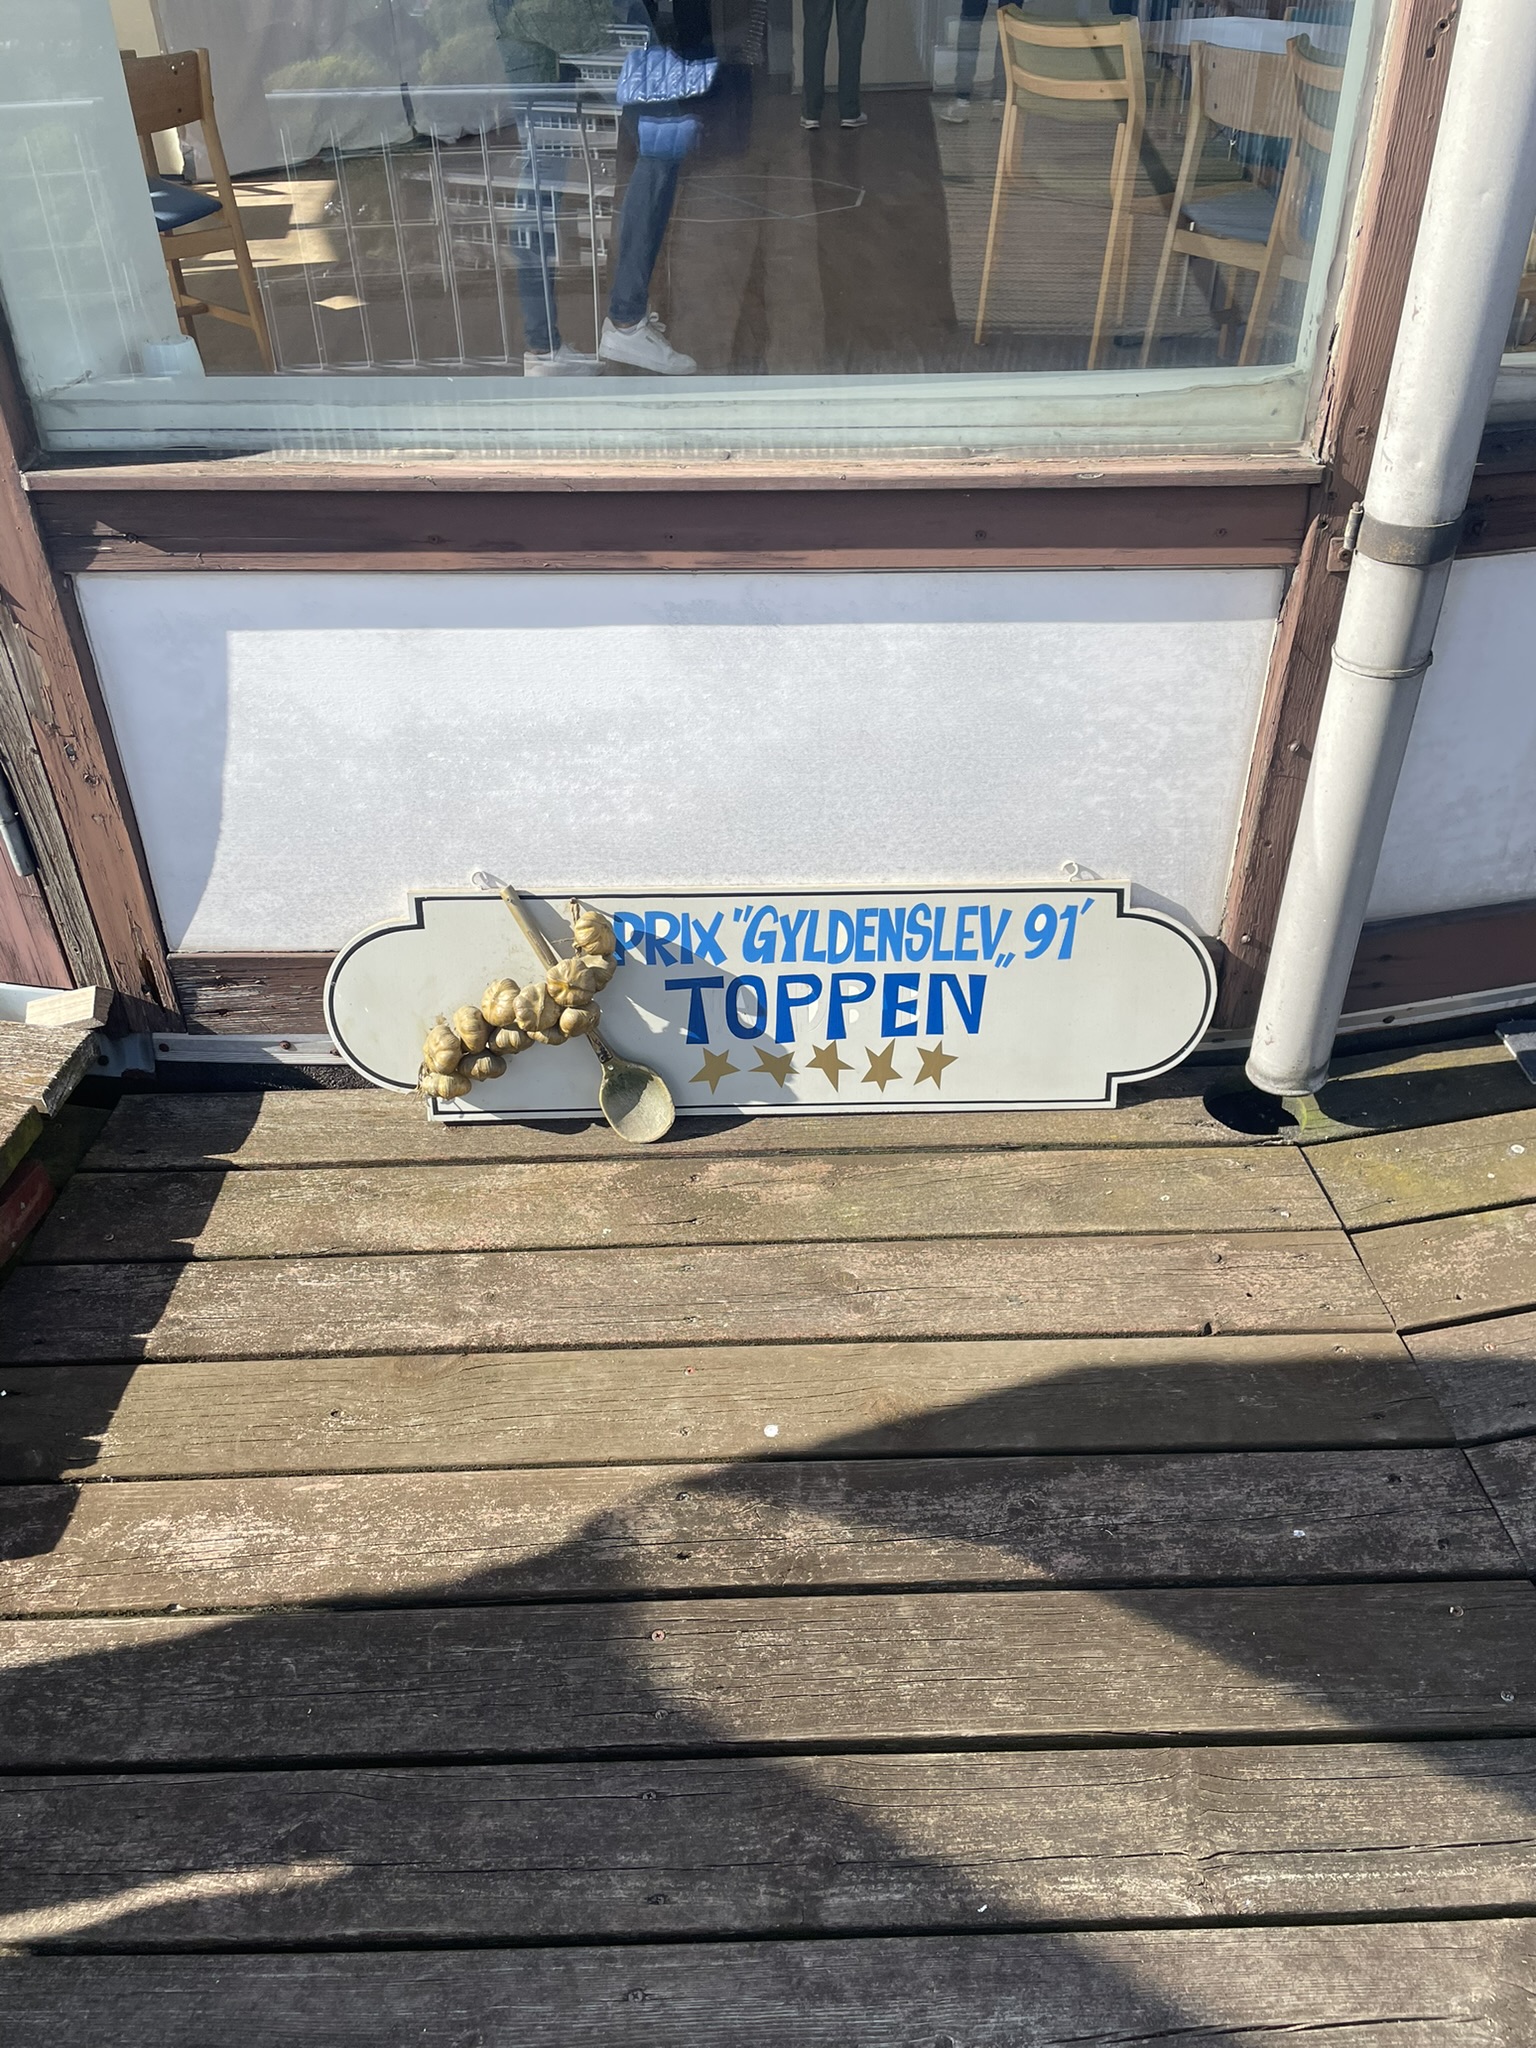 PRIX "GYLDENSLEV„ 91'
TOPPEN